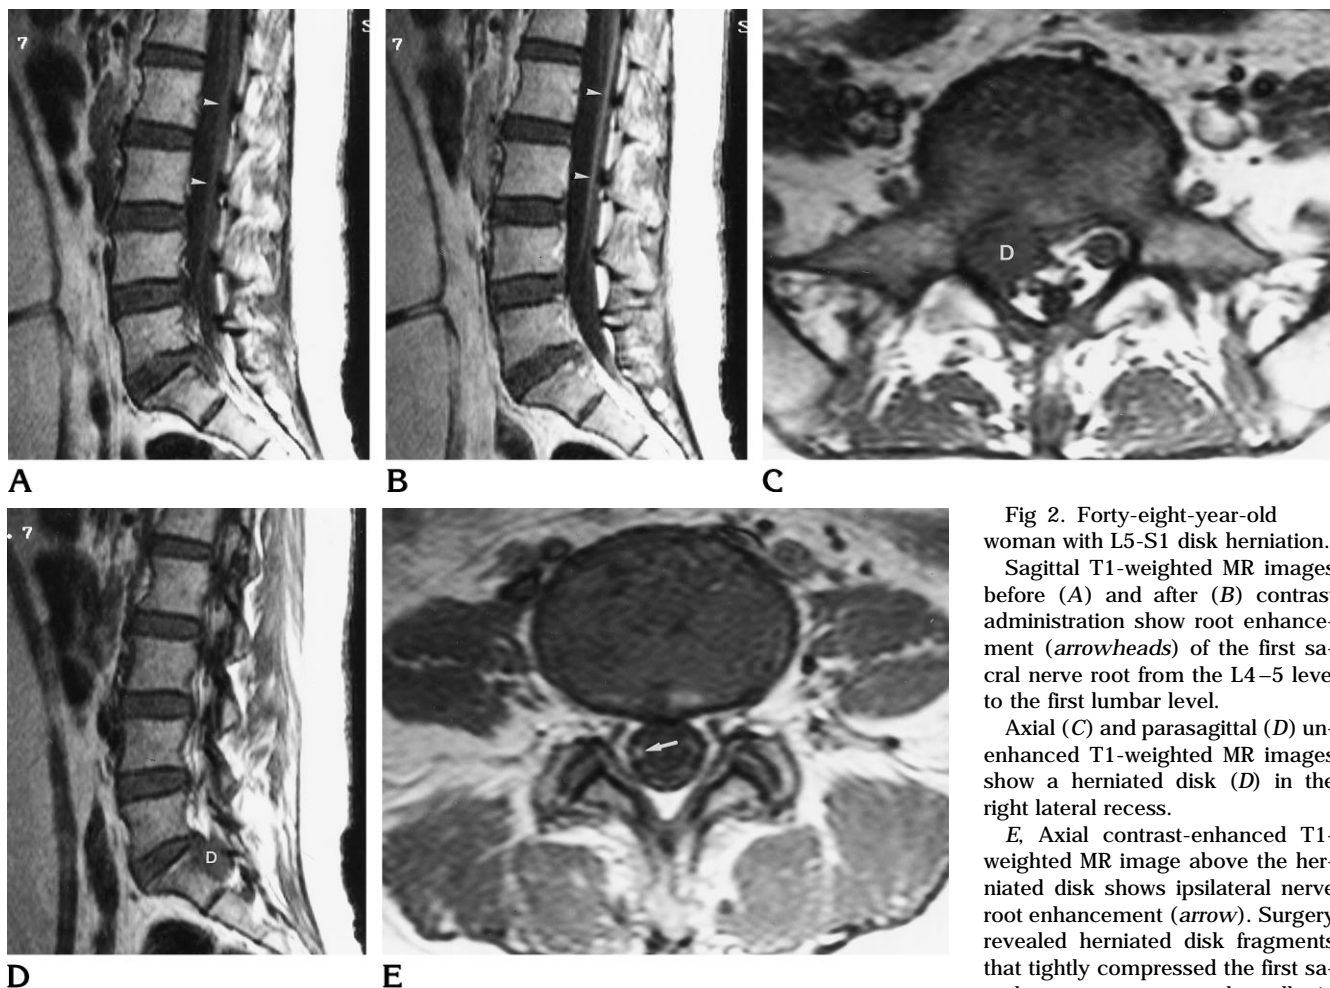 7
S
7
S
D
A
B
C
7
D
D
E
Fig 2. Forty-eight-year-old
woman with L5-S1 disk herniation.
Sagittal T1-weighted MR images
before (A) and after (B) contras
administration show root enhance-
ment (arrowheads) of the first sa-
cral nerve root from the L4–5 leve
to the first lumbar level.
Axial (C) and parasagittal (D) un-
enhanced T1-weighted MR images
show a herniated disk (D) in the
right lateral recess.
E, Axial contrast-enhanced T1-
weighted MR image above the her-
niated disk shows ipsilateral nerve
root enhancement (arrow). Surgery
revealed herniated disk fragments
that tightly compressed the first sa-